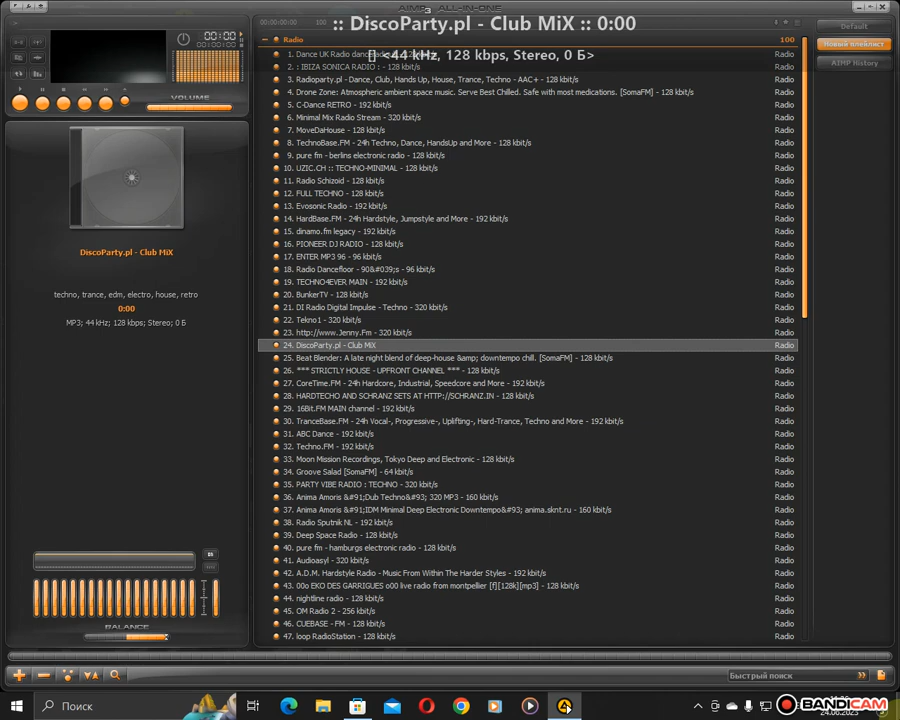 AIMP3 ALL-IN-ONE
:: DiscoParty.pl - Club MiX :: 0:00
[] <44 kHz, 128 kbps, Stereo, 0 Б>
00:00
00:00:00
VOLUME
DiscoParty.pl - Club MiX
techno, trance, edm, electro, house, retro
0:00
MP3; 44 kHz; 128 kbps; Stereo; 0 Б
BALANCE
00:00:00:00
100
Radio 100
1. Dance UK Radio
2. : IBIZA SONICA RADIO : - 128 kbit/s Radio
3. Radioparty.pl - Dance, Club, Hands Up, House, Trance, Techno - AAC+ - 128 kbit/s Radio
4. Drone Zone: Atmospheric ambient space music. Serve Best Chilled. Safe with most medications. [SomaFM] - 128 kbit/s Radio
5. C-Dance RETRO - 192 kbit/s Radio
6. Minimal Mix Radio Stream - 320 kbit/s Radio
7. MoveDaHouse - 128 kbit/s Radio
8. TechnoBase.FM - 24h Techno, Dance, HandsUp and More - 128 kbit/s Radio
9. pure fm - berlins electronic radio - 128 kbit/s Radio
10. UZIC.CH :: TECHNO-MINIMAL - 128 kbit/s Radio
11. Radio Schizoid - 128 kbit/s Radio
12. FULL TECHNO - 128 kbit/s Radio
13. Evosonic Radio - 192 kbit/s Radio
14. HardBase.FM - 24h Hardstyle, Jumpstyle and More - 192 kbit/s Radio
15. dinamo.fm legacy - 192 kbit/s Radio
16. PIONEER DJ RADIO - 128 kbit/s Radio
17. ENTER MP3 96 - 96 kbit/s Radio
18. Radio Dancefloor - 90&#039;s - 96 kbit/s Radio
19. TECHNO4EVER MAIN - 192 kbit/s Radio
20. BunkerTV - 128 kbit/s Radio
21. DI Radio Digital Impulse - Techno - 320 kbit/s Radio
22. Tekno1 - 320 kbit/s Radio
23. http://www.Jenny.Fm - 320 kbit/s Radio
24. DiscoParty.pl - Club MiX Radio
25. Beat Blender: A late night blend of deep-house &amp; downtempo chill. [SomaFM] - 128 kbit/s Radio
26. *** STRICTLY HOUSE - UPFRONT CHANNEL *** - 128 kbit/s Radio
27. CoreTime.FM - 24h Hardcore, Industrial, Speedcore and More - 192 kbit/s Radio
28. HARDTECHO AND SCHRANZ SETS AT HTTP://SCHRANZ.IN - 128 kbit/s Radio
29. 16Bit.FM MAIN channel - 192 kbit/s Radio
30. TranceBase.FM - 24h Vocal-, Progressive-, Uplifting-, Hard-Trance, Techno and More - 192 kbit/s Radio
31. ABC Dance - 192 kbit/s Radio
32. Techno.FM - 192 kbit/s Radio
33. Moon Mission Recordings, Tokyo Deep and Electronic - 128 kbit/s Radio
34. Groove Salad [SomaFM] - 64 kbit/s Radio
35. PARTY VIBE RADIO : TECHNO - 320 kbit/s Radio
36. Anima Amoris &#91;Dub Techno&#93; 320 MP3 - 160 kbit/s Radio
37. Anima Amoris &#91;IDM Minimal Deep Electronic Downtempo&#93; anima.sknt.ru - 160 kbit/s Radio
38. Radio Sputnik NL - 192 kbit/s Radio
39. Deep Space Radio - 128 kbit/s Radio
40. pure fm - hamburgs electronic radio - 128 kbit/s Radio
41. Audioasyl - 320 kbit/s Radio
42. A.D.M. Hardstyle Radio - Music From Within The Harder Styles - 192 kbit/s Radio
43. 00o EKO DES GARRIGUES o00 live radio from montpellier [f][128k][mp3] - 128 kbit/s Radio
44. nightline radio - 128 kbit/s Radio
45. OM Radio 2 - 256 kbit/s Radio
46. CUEBASE - FM - 128 kbit/s Radio
47. loop RadioStation - 128 kbit/s Radio
Default
Новый плейлист
AIMP History
Быстрый поиск
Поиск
24.06.2023
BANDICAM